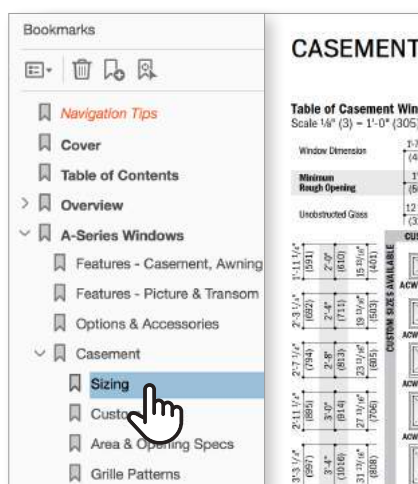 Bookmarks
Navigation Tips
Cover
Table of Contents
Overview
A-Series Windows
Features - Casement, Awning
Features - Picture & Transom
Options & Accessories
Casement
Sizing
Area & Opening Specs
Grille Patterns
CASEMENT
Table of Casement Win
Scale 1/8" (3) = 1'-0" (305)
Window Dimension
Minimum
Rough Opening
Unobstructed Glass
CUSTOM SIZES AVAILABLE
1'-11 1/4" (591) 2'-0" (610) 15 13/16" (401)
2'-3 1/4" (692) 2'-4" (711) 19 13/16" (503)
2'-7 1/4" (794) 2'-8" (813) 23 13/16" (605)
2'-11 1/4" (895) 3'-0" (914) 27 13/16" (706)
3'-3 1/4" (997) 3'-4" (1016) 31 13/16" (808)